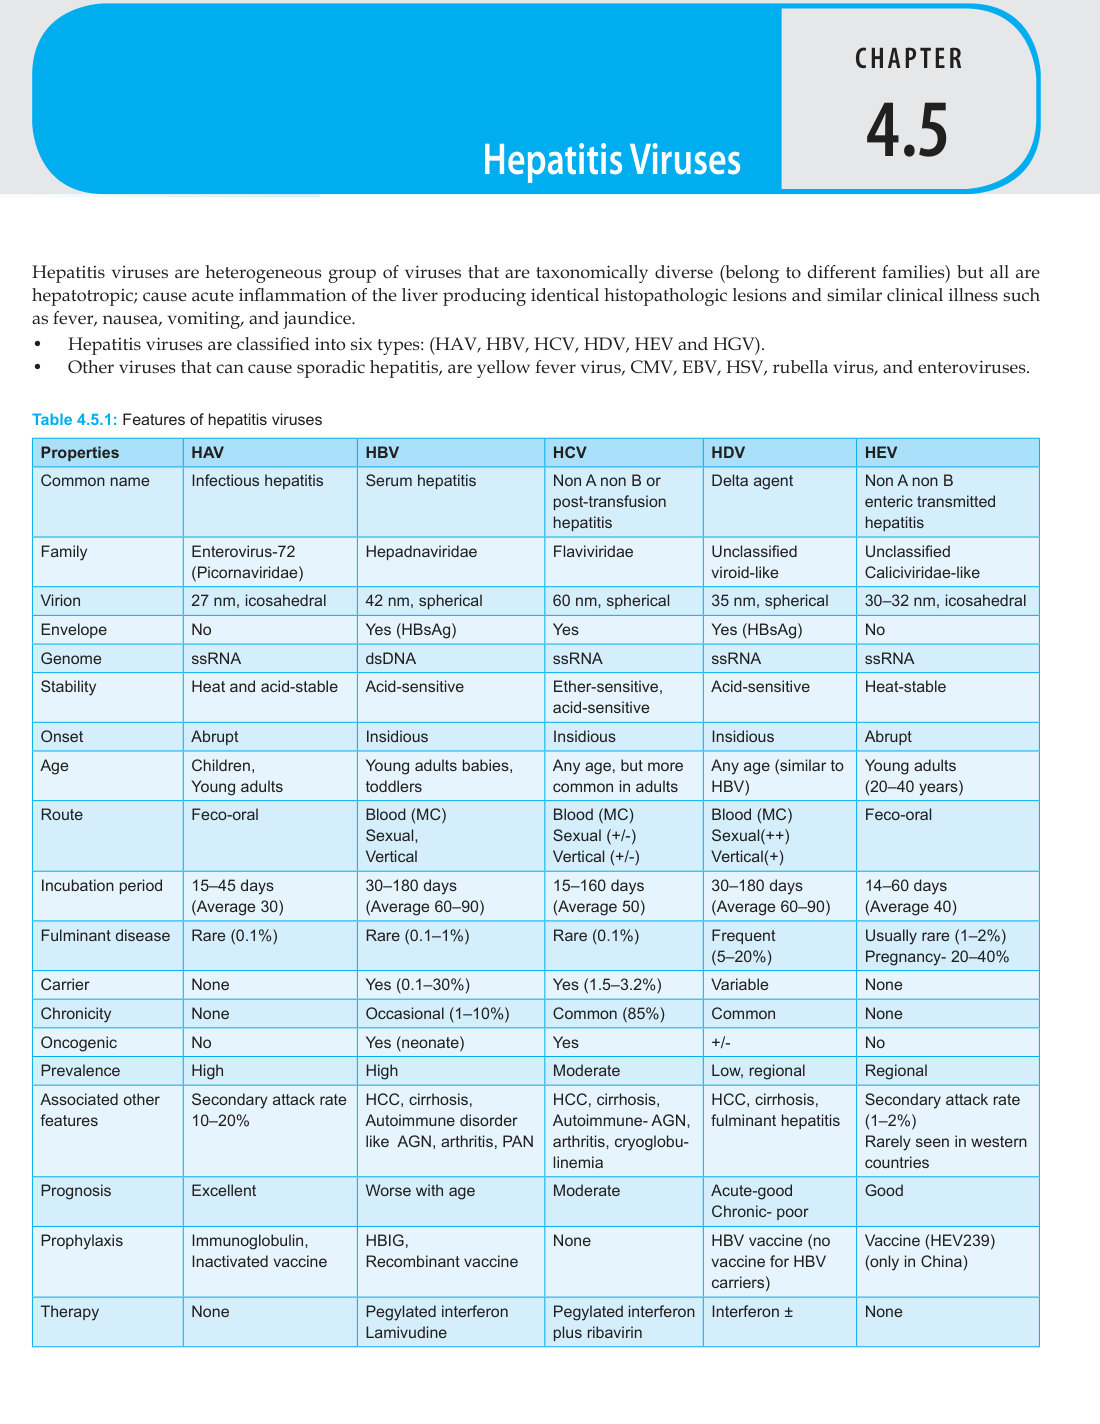 CHAPTER
4.5
Hepatitis Viruses
Hepatitis viruses are heterogeneous group of viruses that are taxonomically diverse (belong to different families) but all are
hepatotropic; cause acute inflammation of the liver producing identical histopathologic lesions and similar clinical illness such
as fever, nausea, vomiting, and jaundice.
• Hepatitis viruses are classified into six types: (HAV, HBV, HCV, HDV, HEV and HGV).
• Other viruses that can cause sporadic hepatitis, are yellow fever virus, CMV, EBV, HSV, rubella virus, and enteroviruses.
Table 4.5.1: Features of hepatitis viruses
Properties HAV HBV HCV HDV HEV
Common name Infectious hepatitis Serum hepatitis Non A non B or Delta agent Non A non B
post-transfusion enteric transmitted
hepatitis hepatitis
Family Enterovirus-72 Hepadnaviridae Flaviviridae Unclassified Unclassified
(Picornaviridae) viroid-like Caliciviridae-like
Virion 27 nm, icosahedral 42 nm, spherical 60 nm, spherical 35 nm, spherical 30–32 nm, icosahedral
Envelope No Yes (HBsAg) Yes Yes (HBsAg) No
Genome ssRNA dsDNA ssRNA ssRNA ssRNA
Stability Heat and acid-stable Acid-sensitive Ether-sensitive, Acid-sensitive Heat-stable
acid-sensitive
Onset Abrupt Insidious Insidious Insidious Abrupt
Age Children, Young adults babies, Any age, but more Any age (similar to Young adults
Young adults toddlers common in adults HBV) (20–40 years)
Route Feco-oral Blood (MC) Blood (MC) Blood (MC) Feco-oral
Sexual, Sexual (+/-) Sexual(++)
Vertical Vertical (+/-) Vertical(+)
Incubation period 15–45 days 30–180 days 15–160 days 30–180 days 14–60 days
(Average 30) (Average 60–90) (Average 50) (Average 60–90) (Average 40)
Fulminant disease Rare (0.1%) Rare (0.1–1%) Rare (0.1%) Frequent Usually rare (1–2%)
(5–20%) Pregnancy- 20–40%
Carrier None Yes (0.1–30%) Yes (1.5–3.2%) Variable None
Chronicity None Occasional (1–10%) Common (85%) Common None
Oncogenic No Yes (neonate) Yes +/- No
Prevalence High High Moderate Low, regional Regional
Associated other Secondary attack rate HCC, cirrhosis, HCC, cirrhosis, HCC, cirrhosis, Secondary attack rate
features 10–20% Autoimmune disorder Autoimmune- AGN, fulminant hepatitis (1–2%)
like AGN, arthritis, PAN arthritis, cryoglobu- Rarely seen in western
linemia countries
Prognosis Excellent Worse with age Moderate Acute-good Good
Chronic- poor
Prophylaxis Immunoglobulin, HBIG, None HBV vaccine (no Vaccine (HEV239)
Inactivated vaccine Recombinant vaccine vaccine for HBV (only in China)
carriers)
Therapy None Pegylated interferon Pegylated interferon Interferon ± None
Lamivudine plus ribavirin